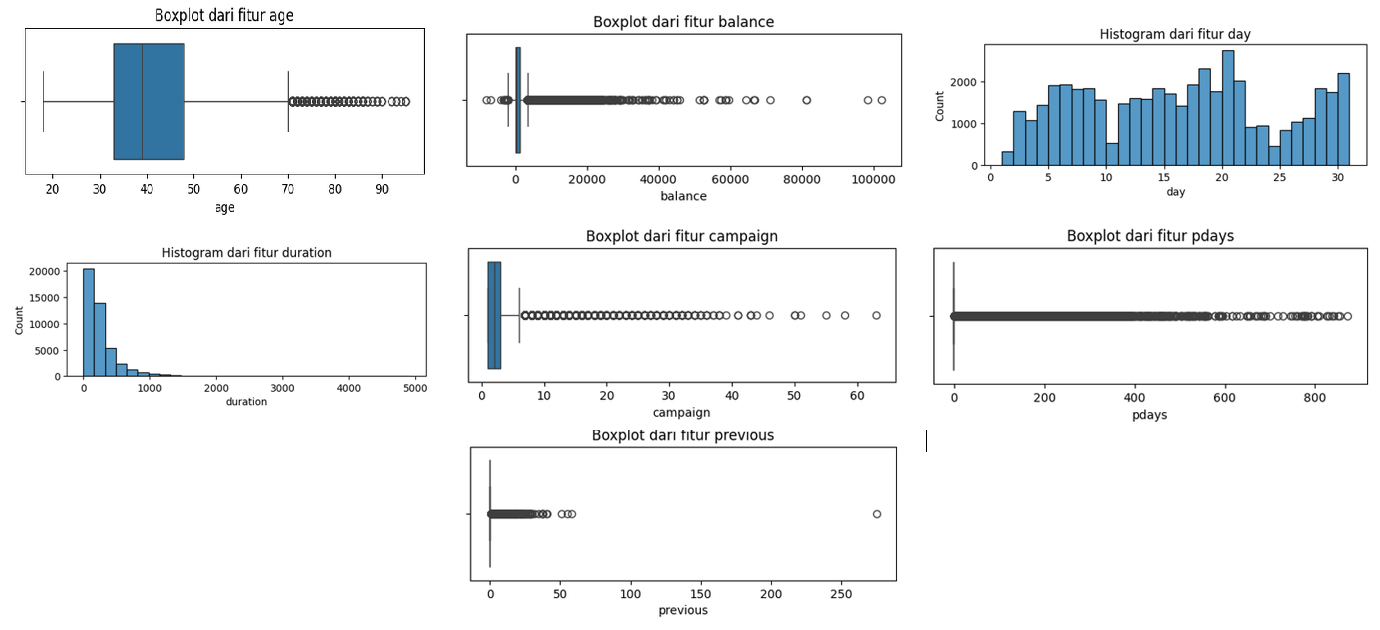 Boxplot dari fitur age
20 30 40 50 60 70 80 90
age
Boxplot dari fitur balance
0 20000 40000 60000 80000 100000
balance
Histogram dari fitur day
Count
2000
1000
0
0 5 10 15 20 25 30
day
Histogram dari fitur duration
Count
20000
15000
10000
5000
0
0 1000 2000 3000 4000 5000
duration
Boxplot dari fitur campaign
0 10 20 30 40 50 60
campaign
Boxplot dari fitur pdays
0 200 400 600 800
pdays
Boxplot dari fitur previous
0 50 100 150 200 250
previous